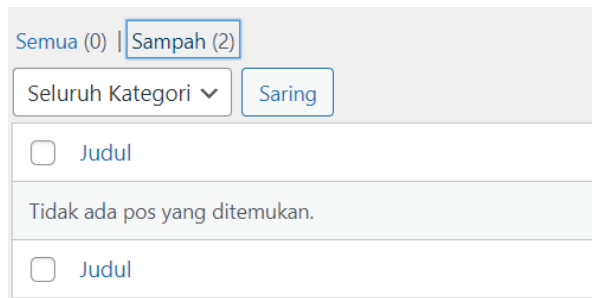 Semua (0) | Sampah (2)
Seluruh Kategori Saring
Judul
Tidak ada pos yang ditemukan.
Judul